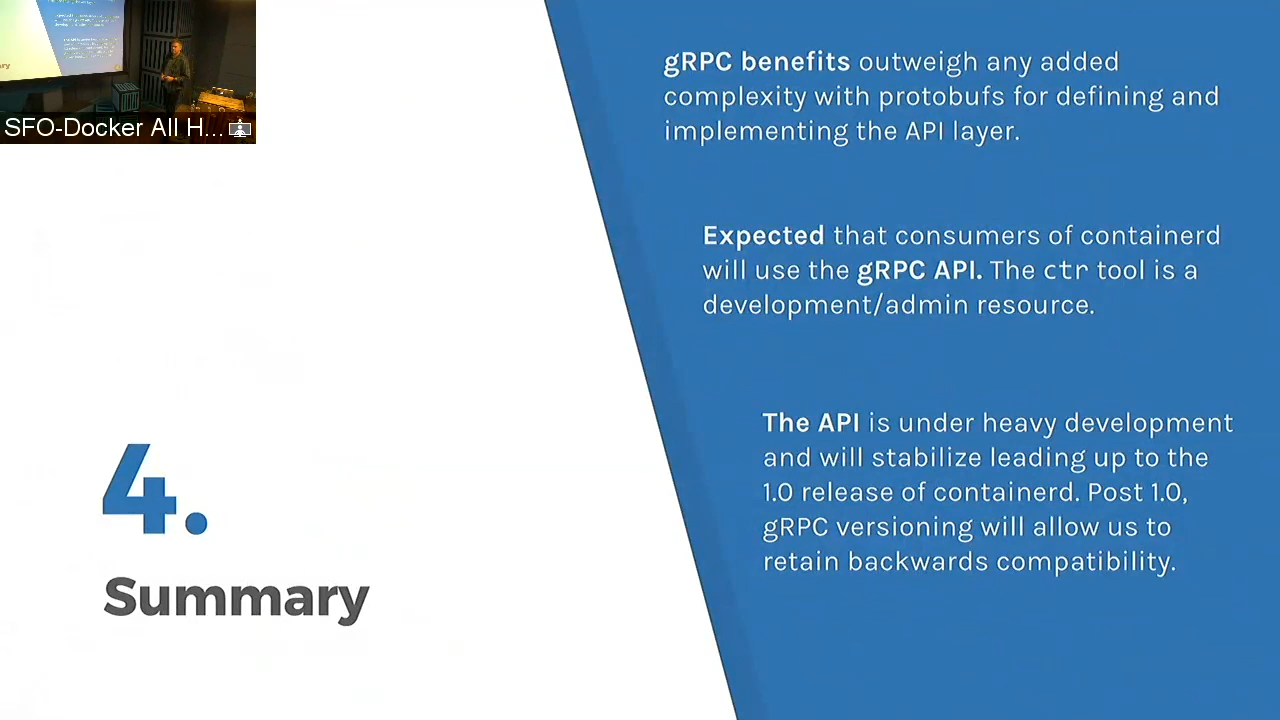 SFO-Docker All H...
gRPC benefits outweigh any added
complexity with protobufs for defining and
implementing the API layer.
Expected that consumers of containerd
will use the gRPC API. The ctr tool is a
development/admin resource.
The API is under heavy development
and will stabilize leading up to the
1.0 release of containerd. Post 1.0,
gRPC versioning will allow us to
retain backwards compatibility.
4.
Summary